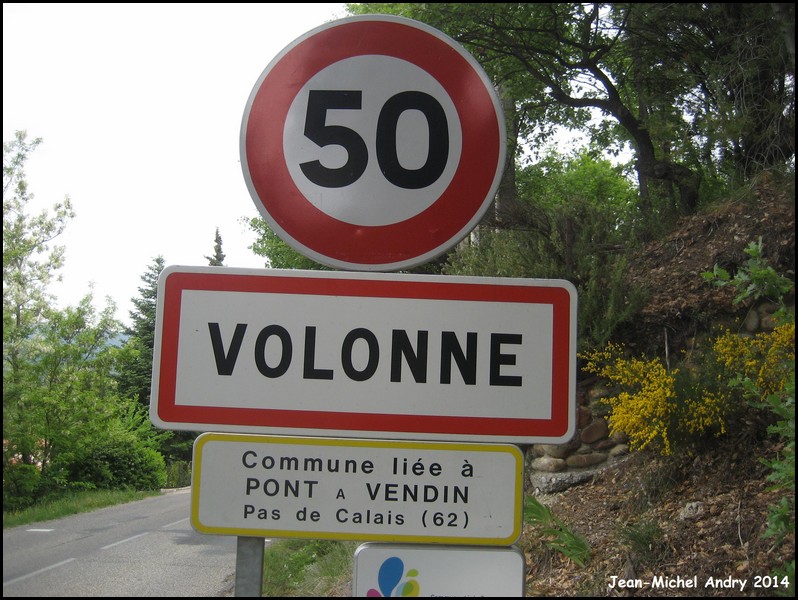 50
VOLONNE
Commune liée à
PONT A VENDIN
Pas de Calais (62)
Jean-Michel Andry 2014